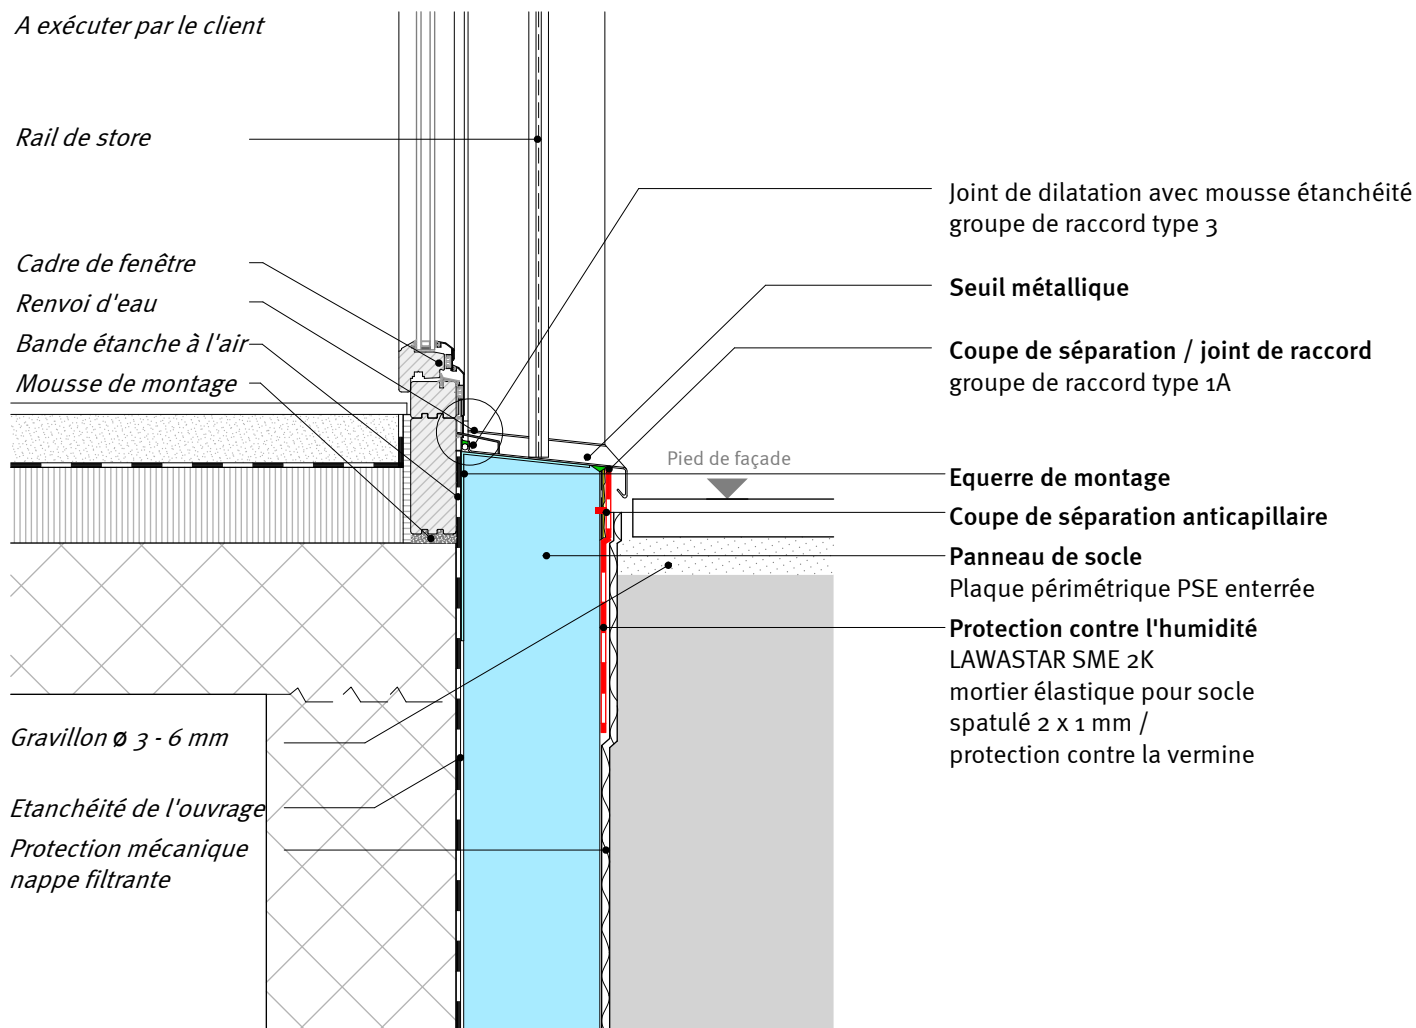 A exécuter par le client
Rail de store
Cadre de fenêtre
Renvoi d'eau
Bande étanche à l'air
Mousse de montage
Gravillon ø 3 - 6 mm
Etanchéité de l'ouvrage
Protection mécanique
nappe filtrante
Pied de façade
Joint de dilatation avec mousse étanchéité
groupe de raccord type 3
Seuil métallique
Coupe de séparation / joint de raccord
groupe de raccord type 1A
Equerre de montage
Coupe de séparation anticapillaire
Panneau de socle
Plaque périmétrique PSE enterrée
Protection contre l'humidité
LAWASTAR SME 2K
mortier élastique pour socle
spatulé 2 x 1 mm /
protection contre la vermine